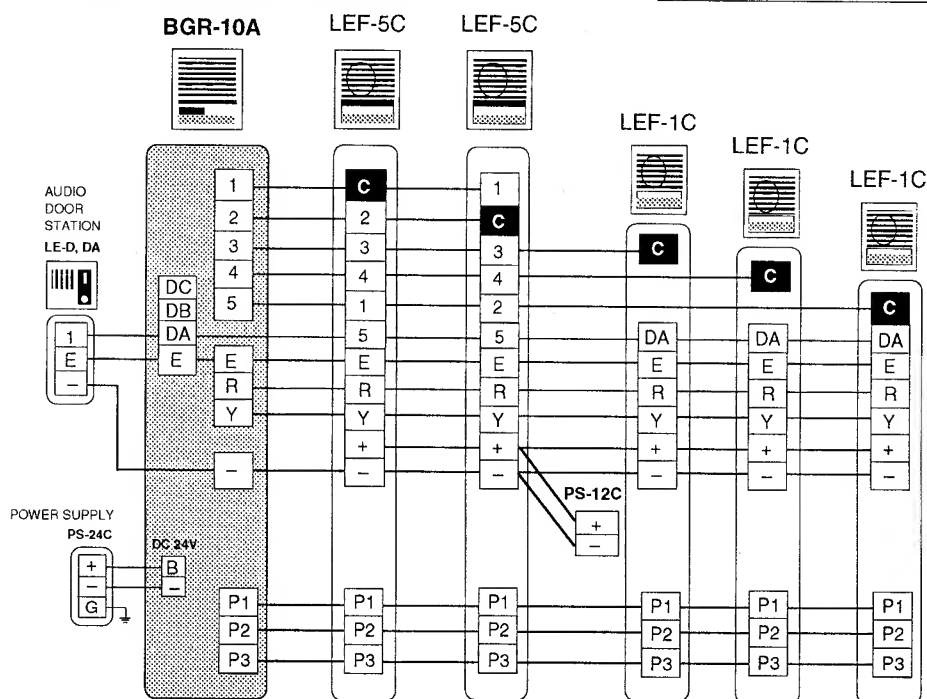 BGR-10A
LEF-5C
LEF-5C
LEF-1C
LEF-1C
LEF-1C
AUDIO
DOOR
STATION
LE-D, DA
1
E
–
POWER SUPPLY
PS-24C
+
–
G
DC 24V
B
–
DC
DB
DA
E
1
2
3
4
5
E
R
Y
–
P1
P2
P3
C
2
3
4
1
5
E
R
Y
+
–
P1
P2
P3
1
C
3
4
2
5
E
R
Y
+
–
P1
P2
P3
PS-12C
+
–
C
DA
E
R
Y
+
–
P1
P2
P3
C
DA
E
R
Y
+
–
P1
P2
P3
C
DA
E
R
Y
+
–
P1
P2
P3